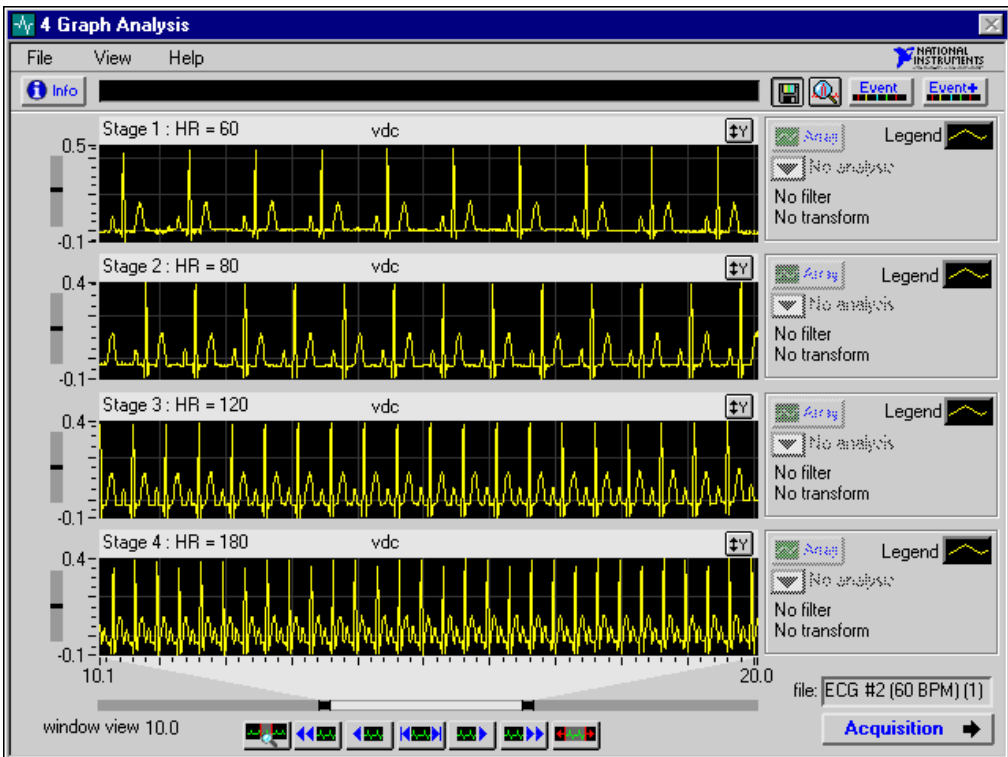 4 Graph Analysis
File View Help
NATIONAL INSTRUMENTS
Info Event Event+
Stage 1 : HR = 60 vdc Y
0.5
-0.1
Array Legend
No analysis
No filter
No transform
Stage 2 : HR = 80 vdc Y
0.4
-0.1
Array Legend
No analysis
No filter
No transform
Stage 3 : HR = 120 vdc Y
0.4
-0.1
Array Legend
No analysis
No filter
No transform
Stage 4 : HR = 180 vdc Y
0.4
-0.1
Array Legend
No analysis
No filter
No transform
10.1 20.0
file: ECG #2 (60 BPM) (1)
window view 10.0
Acquisition